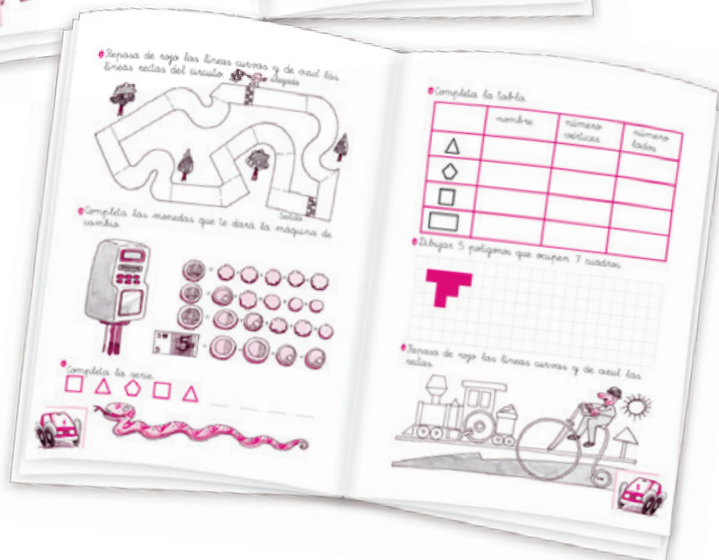 Repasa de rojo las líneas curvas y de azul las
líneas rectas del circuito.
Llegada
Salida
Completa las monedas que te dará la máquina de
cambio.
5
Completa la serie
Completa la tabla.
nombre
número
vértices
número
lados
Dibujar 5 polígonos que ocupen 7 cuadros.
Repasa de rojo las líneas curvas y de azul las
rectas.